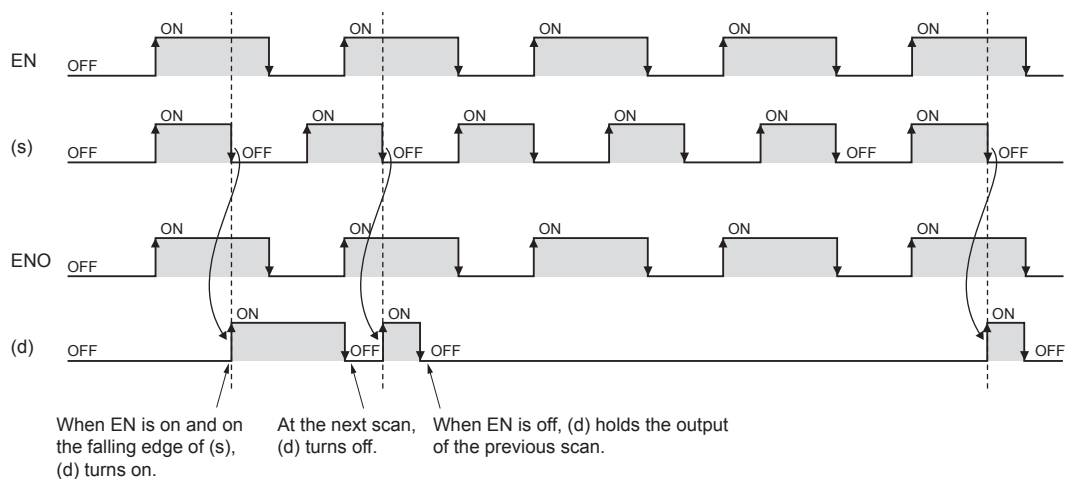 ON ON ON ON ON
EN OFF
ON ON ON ON ON ON
(s) OFF OFF OFF OFF OFF
ON ON ON ON ON
ENO OFF
ON ON ON
(d) OFF OFF OFF OFF
When EN is on and on
the falling edge of (s),
(d) turns on.
At the next scan,
(d) turns off.
When EN is off, (d) holds the output
of the previous scan.